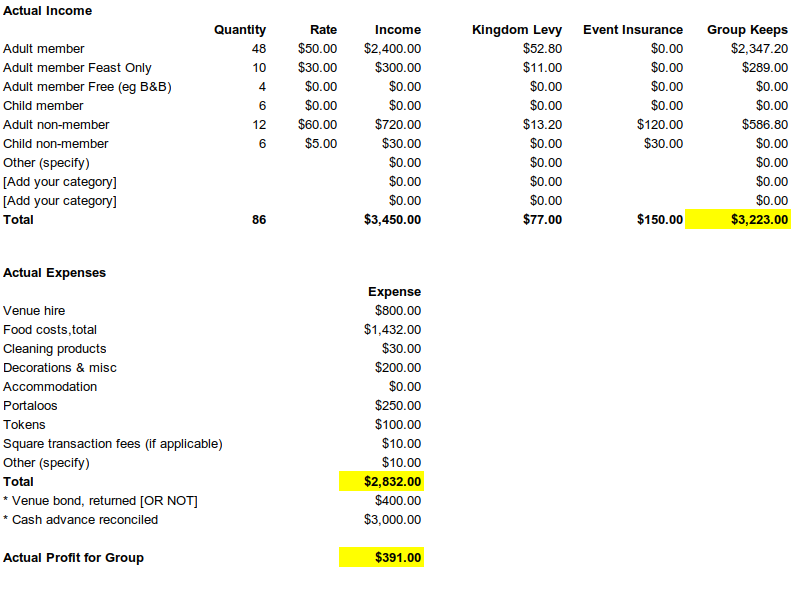 Actual Income
Quantity Rate Income Kingdom Levy Event Insurance Group Keeps
Adult member 48 $50.00 $2,400.00 $52.80 $0.00 $2,347.20
Adult member Feast Only 10 $30.00 $300.00 $11.00 $0.00 $289.00
Adult member Free (eg B&B) 4 $0.00 $0.00 $0.00 $0.00 $0.00
Child member 6 $0.00 $0.00 $0.00 $0.00 $0.00
Adult non-member 12 $60.00 $720.00 $13.20 $120.00 $586.80
Child non-member 6 $5.00 $30.00 $0.00 $30.00 $0.00
Other (specify) $0.00 $0.00 $0.00
[Add your category] $0.00 $0.00 $0.00
[Add your category] $0.00 $0.00 $0.00
Total 86 $3,450.00 $77.00 $150.00 $3,223.00
Actual Expenses
Expense
Venue hire $800.00
Food costs,total $1,432.00
Cleaning products $30.00
Decorations & misc $200.00
Accommodation $0.00
Portaloos $250.00
Tokens $100.00
Square transaction fees (if applicable) $10.00
Other (specify) $10.00
Total $2,832.00
* Venue bond, returned [OR NOT] $400.00
* Cash advance reconciled $3,000.00
Actual Profit for Group $391.00